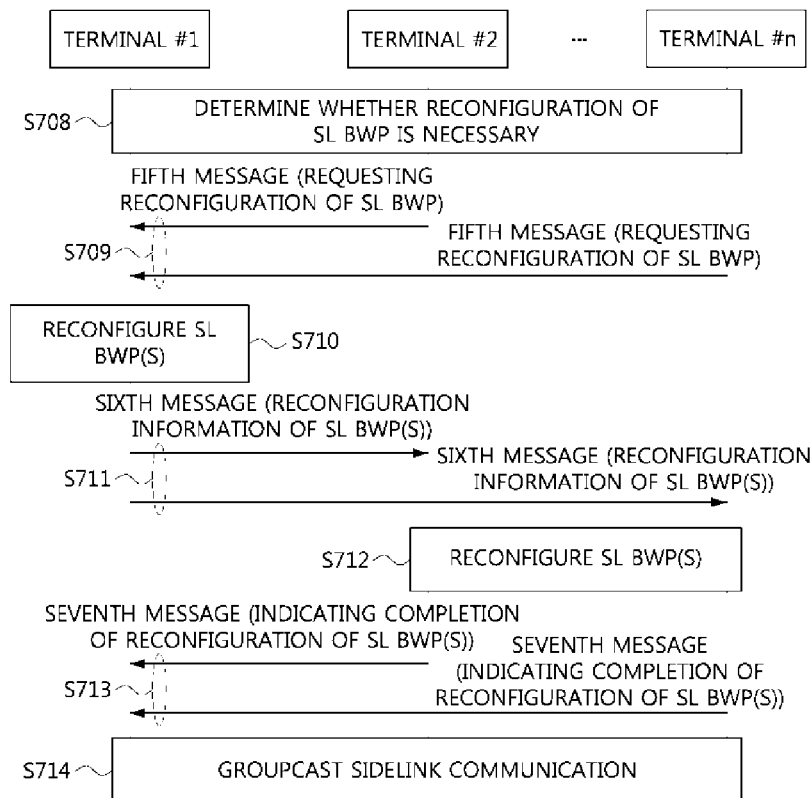 TERMINAL #1
TERMINAL #2
...
TERMINAL #n
S708
DETERMINE WHETHER RECONFIGURATION OF
SL BWP IS NECESSARY
FIFTH MESSAGE (REQUESTING
RECONFIGURATION OF SL BWP)
S709
FIFTH MESSAGE (REQUESTING
RECONFIGURATION OF SL BWP)
RECONFIGURE SL
BWP(S)
S710
SIXTH MESSAGE (RECONFIGURATION
INFORMATION OF SL BWP(S))
S711
SIXTH MESSAGE (RECONFIGURATION
INFORMATION OF SL BWP(S))
S712
RECONFIGURE SL BWP(S)
SEVENTH MESSAGE (INDICATING COMPLETION
OF RECONFIGURATION OF SL BWP(S))
S713
SEVENTH MESSAGE
(INDICATING COMPLETION OF
RECONFIGURATION OF SL BWP(S))
S714
GROUPCAST SIDELINK COMMUNICATION